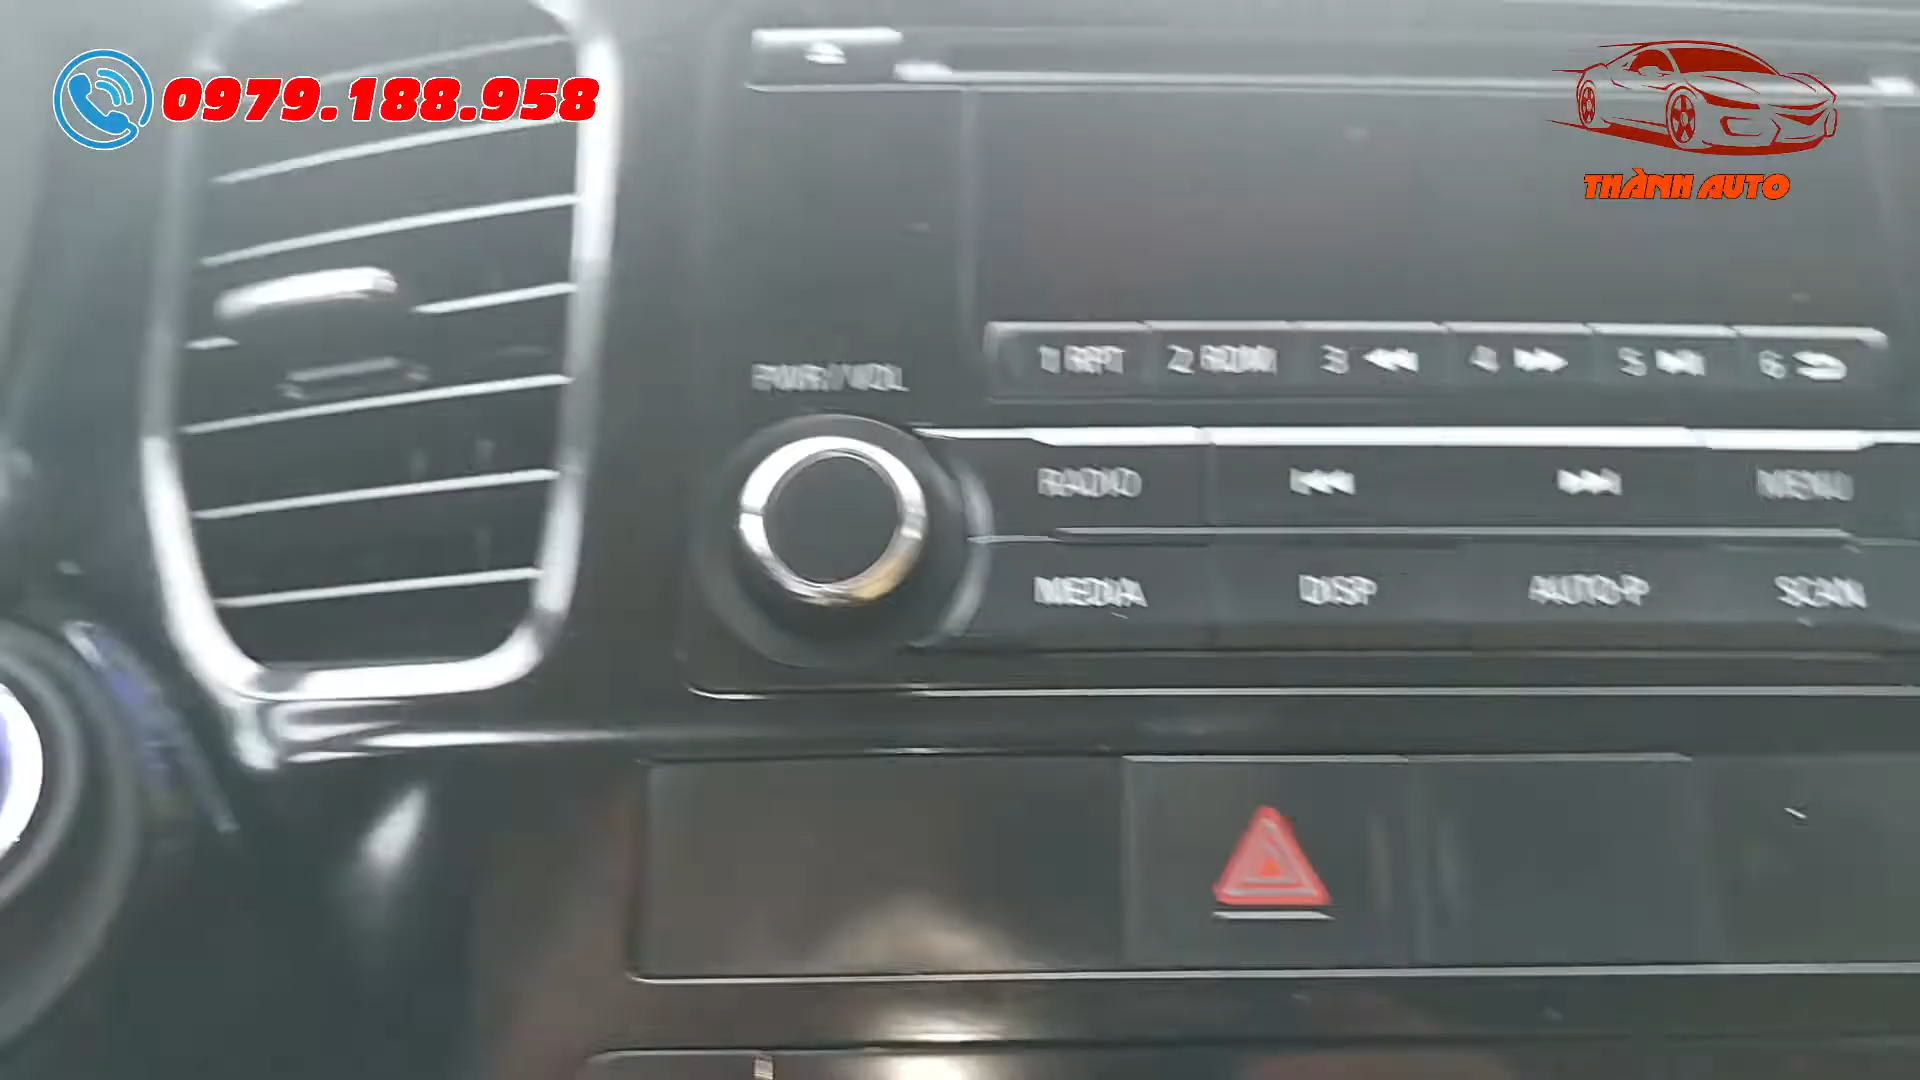 0979.188.958
THÀNH AUTO
1 RPT 2 RDM 3 4 5 6
PWR/VOL
RADIO MENU
MEDIA DISP AUTO-P SCAN